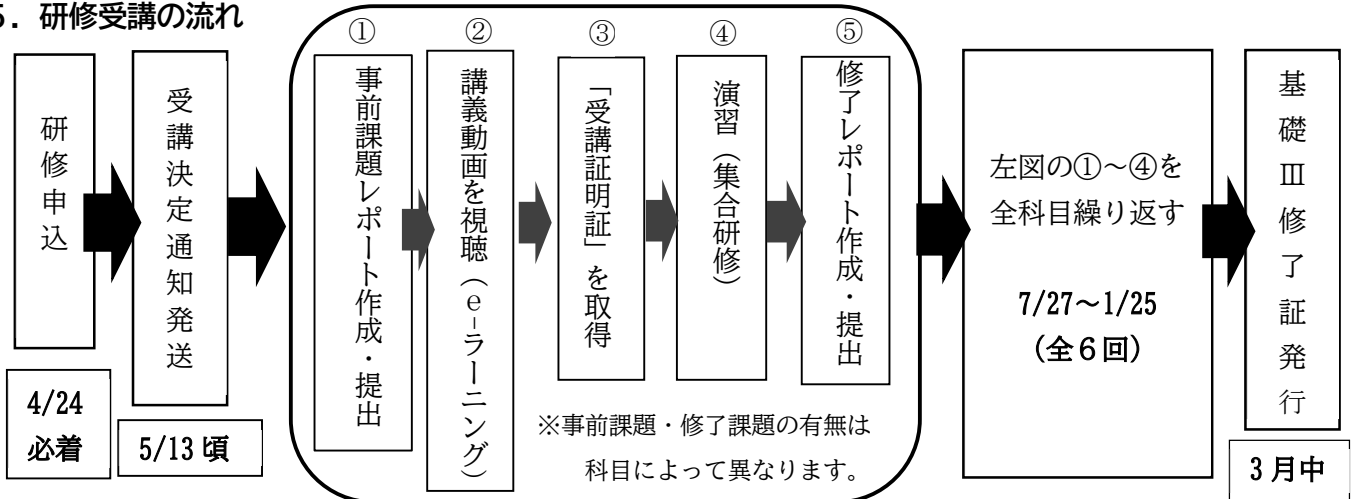 5．研修受講の流れ
研修申込
4/24
必着
受講決定通知発送
5/13 頃
①
事前課題レポート作成・提出
②
講義動画を視聴（e-ラーニング）
③
「受講証明証」を取得
④
演習（集合研修）
⑤
修了レポート作成・提出
※事前課題・修了課題の有無は
科目によって異なります。
左図の①～④を
全科目繰り返す
7/27～1/25
(全６回)
基礎Ⅲ修了証発行
3 月中